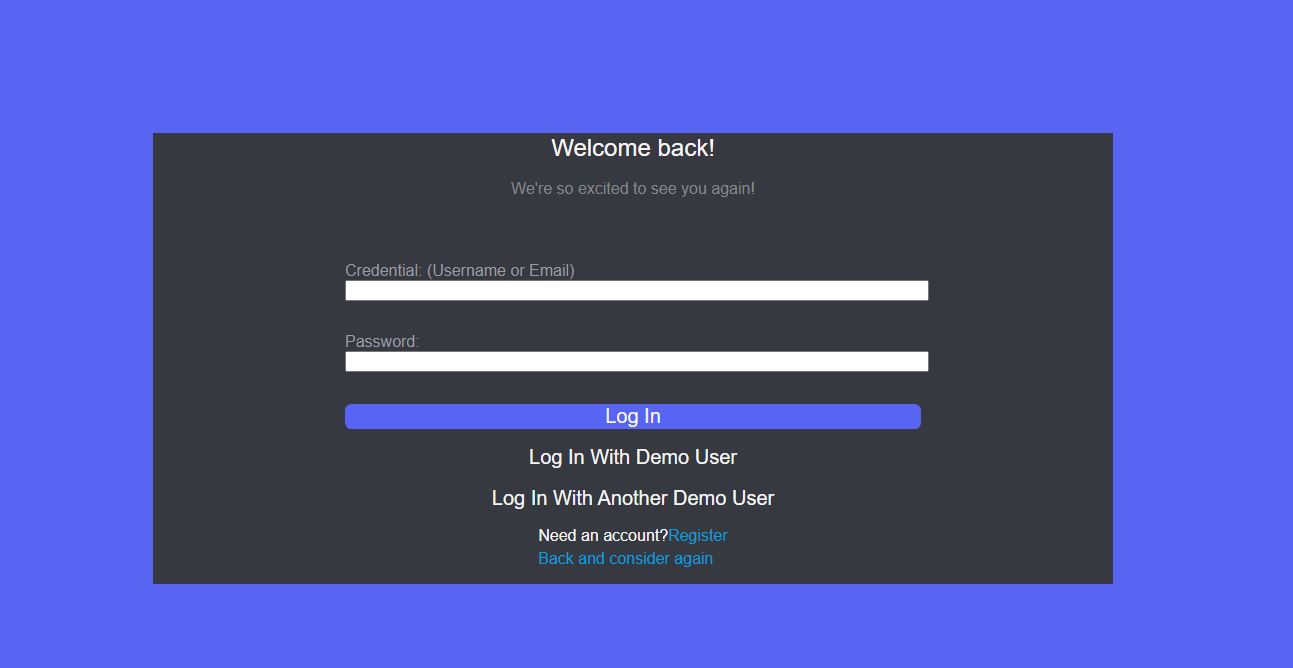 Welcome back!
We're so excited to see you again!
Credential: (Username or Email)
Password:
Log In
Log In With Demo User
Log In With Another Demo User
Need an account?Register
Back and consider again